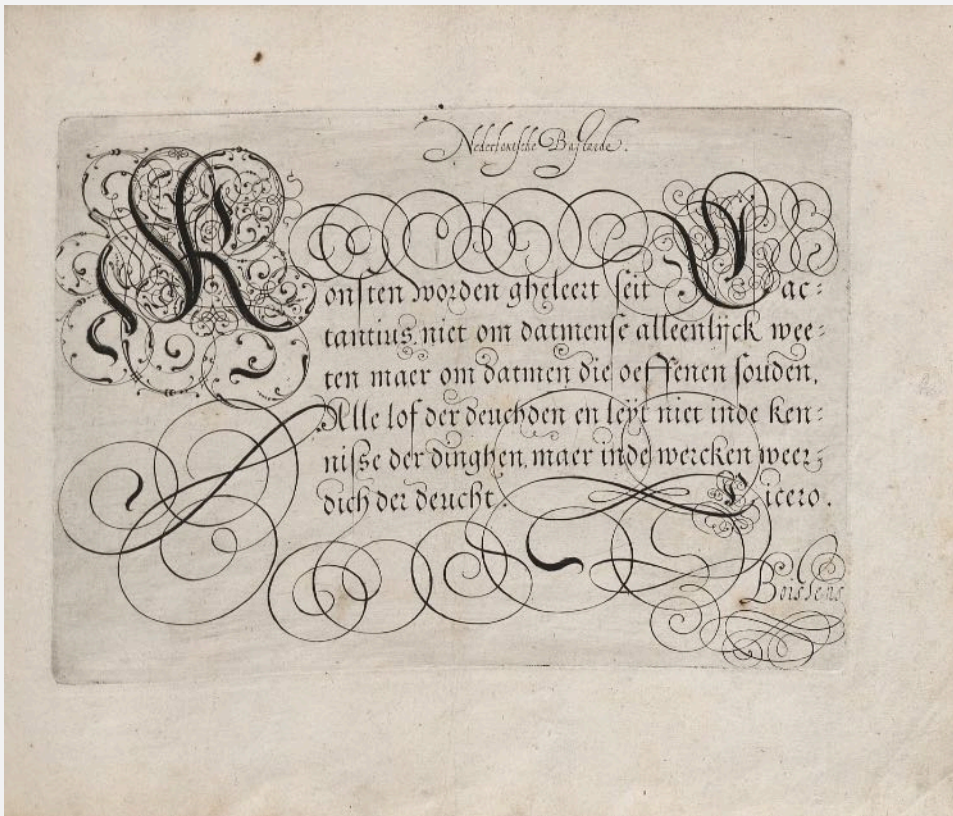 Nederlantsche Bastarde.
Konsten worden gheleert seit Lac:
tantius, niet om datmense alleenlijck wee:
ten maer om datmen die oeffenen souden,
Alle lof der deuchden en leyt niet inde ken:
nisse der dinghen, maer inde wercken weer:
dich der deucht. Cicero.
Boissens